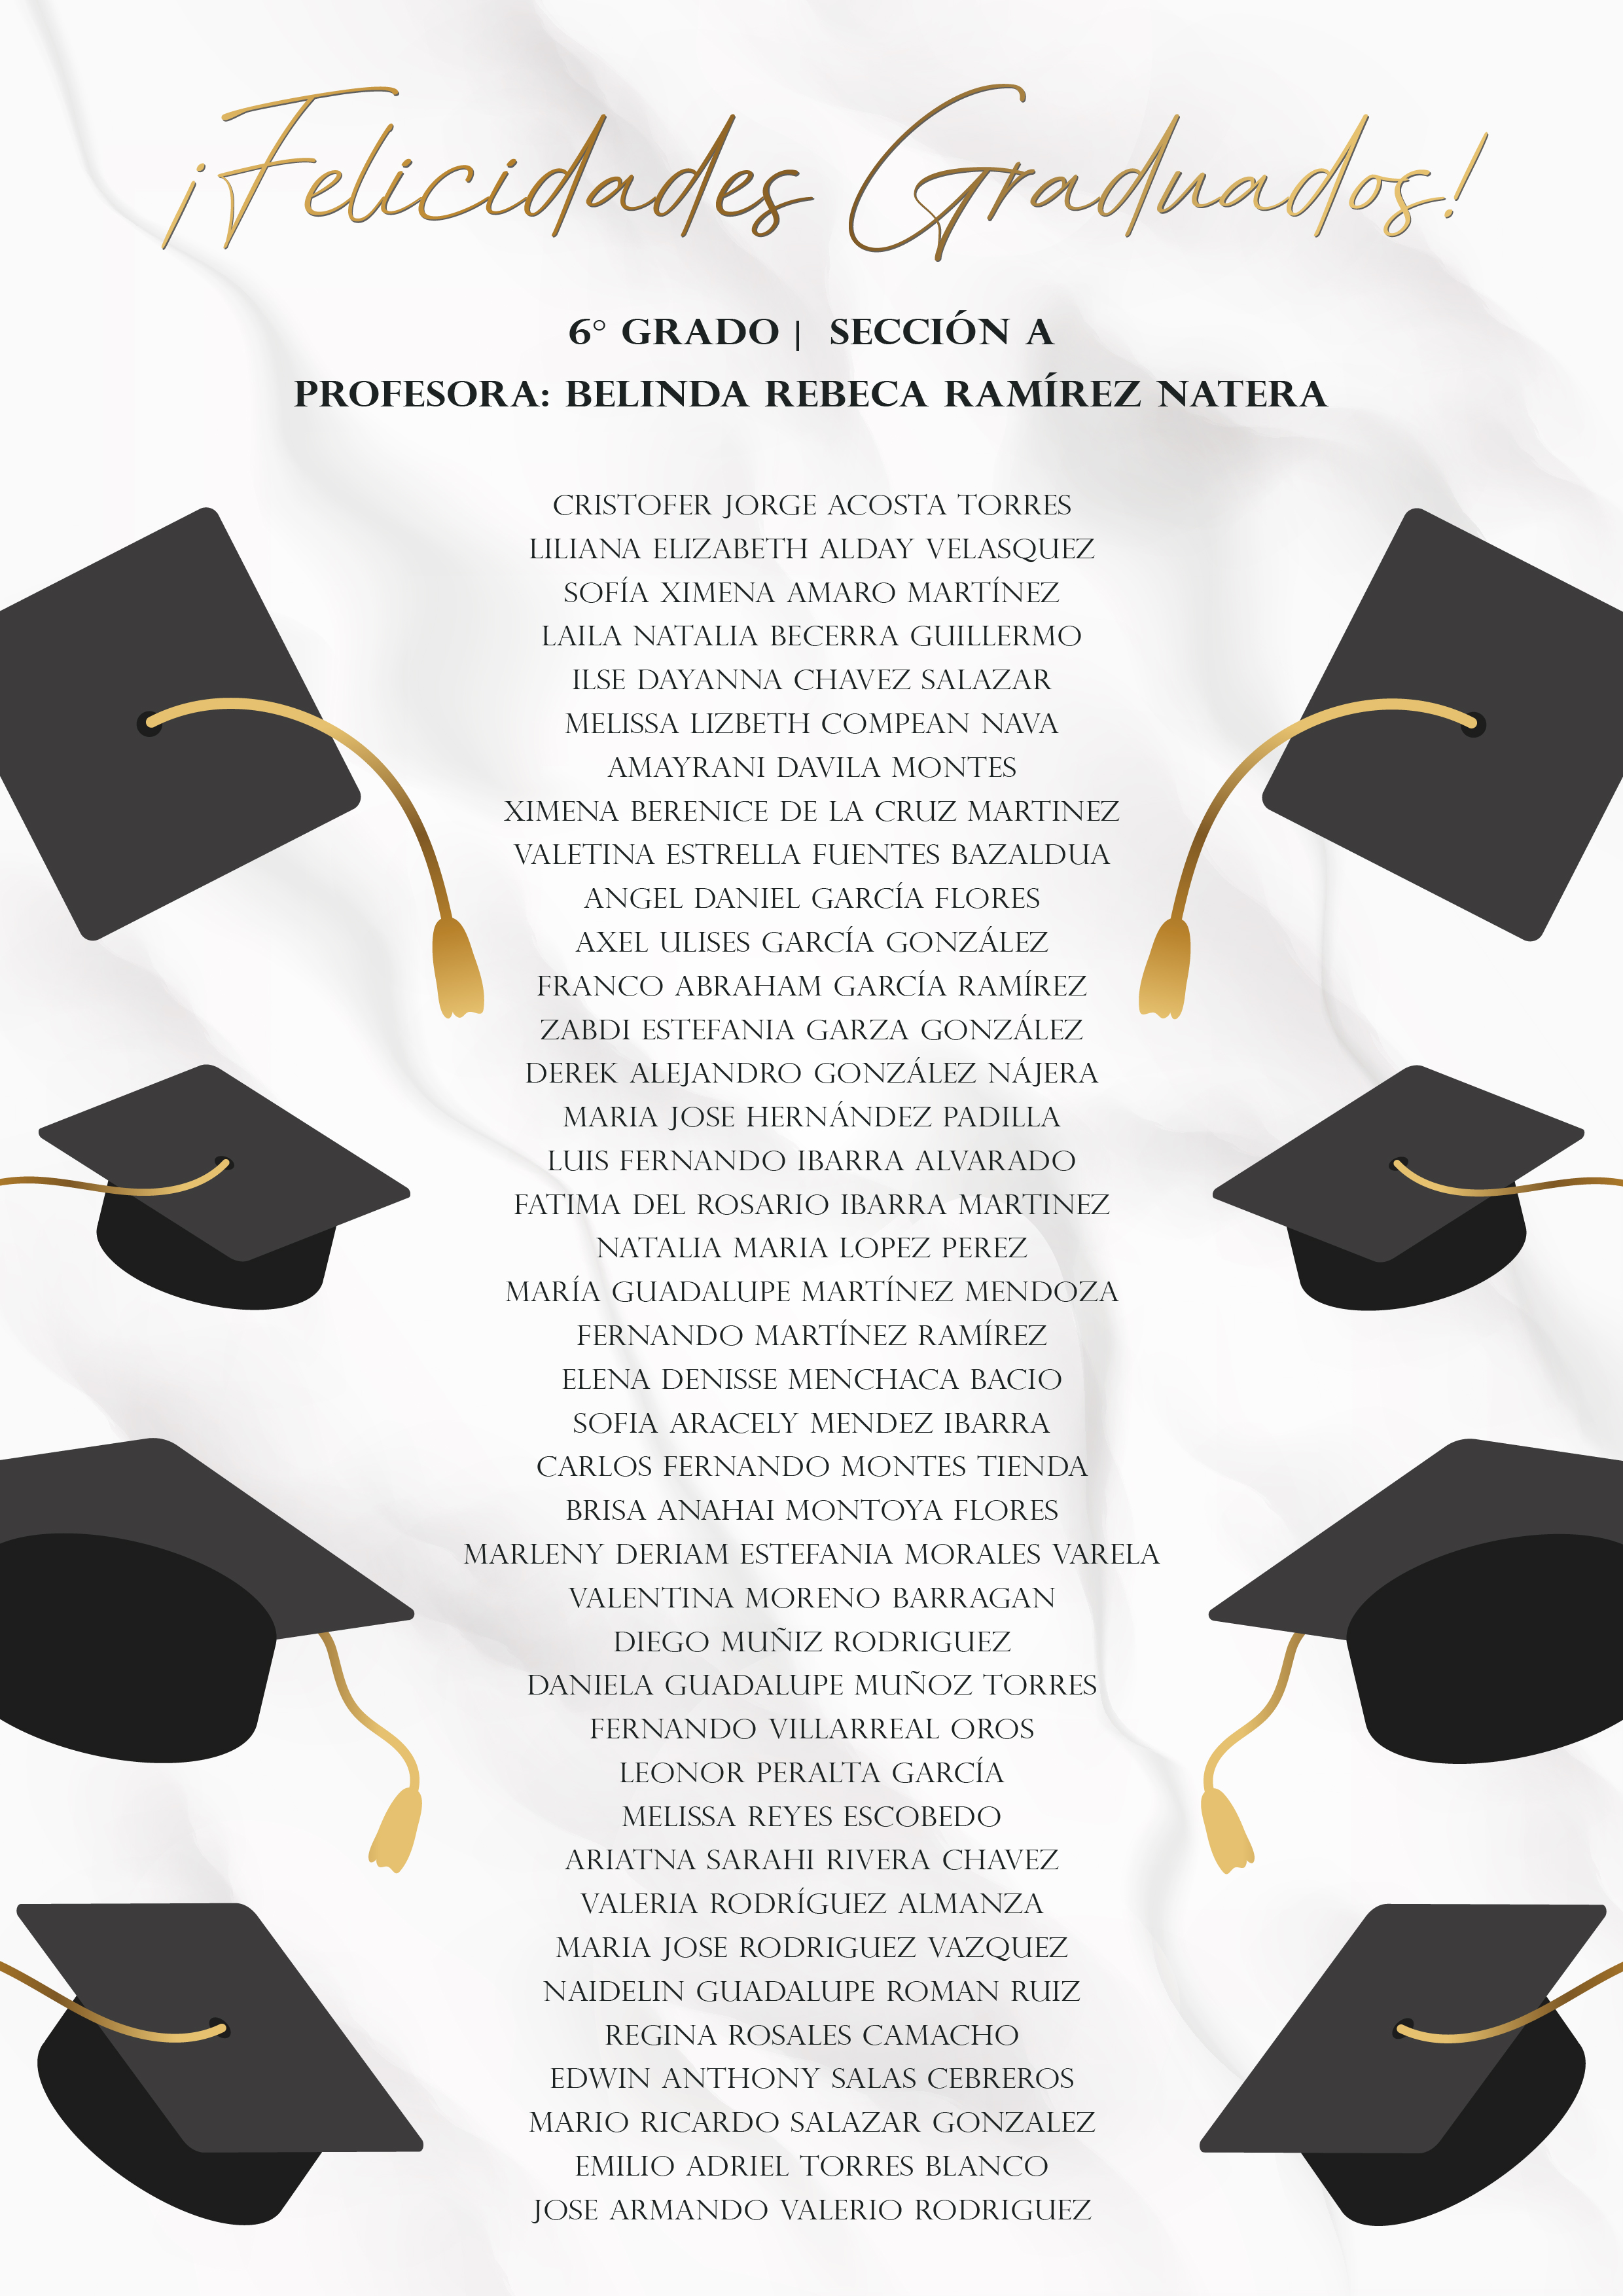 ¡Felicidades Graduados!
6° GRADO | SECCIÓN A
PROFESORA: BELINDA REBECA RAMÍREZ NATERA
CRISTOFER JORGE ACOSTA TORRES
LILIANA ELIZABETH ALDAY VELASQUEZ
SOFÍA XIMENA AMARO MARTÍNEZ
LAILA NATALIA BECERRA GUILLERMO
ILSE DAYANNA CHAVEZ SALAZAR
MELISSA LIZBETH COMPEAN NAVA
AMAYRANI DAVILA MONTES
XIMENA BERENICE DE LA CRUZ MARTINEZ
VALETINA ESTRELLA FUENTES BAZALDUA
ANGEL DANIEL GARCÍA FLORES
AXEL ULISES GARCÍA GONZÁLEZ
FRANCO ABRAHAM GARCÍA RAMÍREZ
ZABDI ESTEFANIA GARZA GONZÁLEZ
DEREK ALEJANDRO GONZÁLEZ NÁJERA
MARIA JOSE HERNÁNDEZ PADILLA
LUIS FERNANDO IBARRA ALVARADO
FATIMA DEL ROSARIO IBARRA MARTINEZ
NATALIA MARIA LOPEZ PEREZ
MARÍA GUADALUPE MARTÍNEZ MENDOZA
FERNANDO MARTÍNEZ RAMÍREZ
ELENA DENISSE MENCHACA BACIO
SOFIA ARACELY MENDEZ IBARRA
CARLOS FERNANDO MONTES TIENDA
BRISA ANAHAI MONTOYA FLORES
MARLENY DERIAM ESTEFANIA MORALES VARELA
VALENTINA MORENO BARRAGAN
DIEGO MUÑIZ RODRIGUEZ
DANIELA GUADALUPE MUÑOZ TORRES
FERNANDO VILLARREAL OROS
LEONOR PERALTA GARCÍA
MELISSA REYES ESCOBEDO
ARIATNA SARAHI RIVERA CHAVEZ
VALERIA RODRÍGUEZ ALMANZA
MARIA JOSE RODRIGUEZ VAZQUEZ
NAIDELIN GUADALUPE ROMAN RUIZ
REGINA ROSALES CAMACHO
EDWIN ANTHONY SALAS CEBREROS
MARIO RICARDO SALAZAR GONZALEZ
EMILIO ADRIEL TORRES BLANCO
JOSE ARMANDO VALERIO RODRIGUEZ